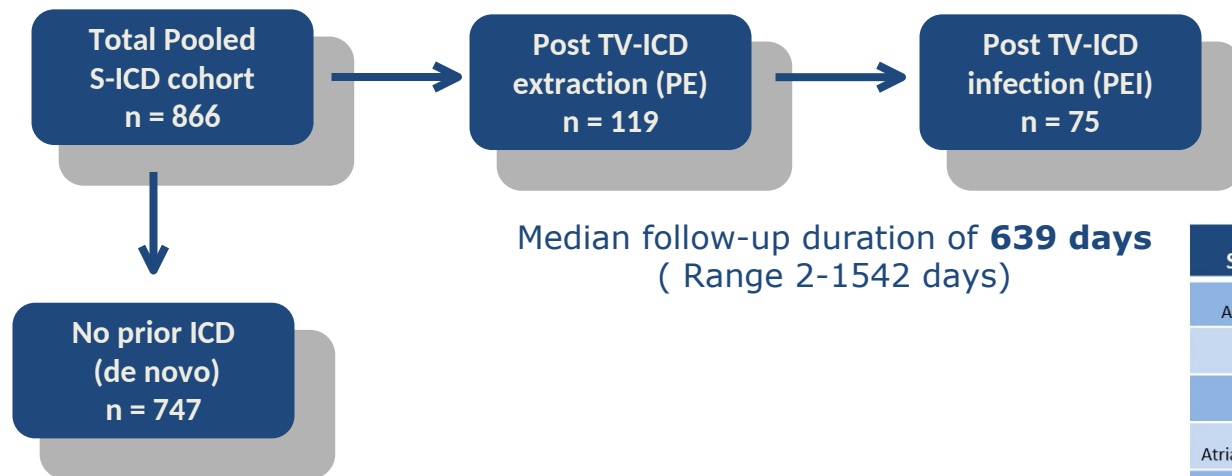 Total Pooled
S-ICD cohort
n = 866
Post TV-ICD
extraction (PE)
n = 119
Post TV-ICD
infection (PEI)
n = 75
Median follow-up duration of 639 days
( Range 2-1542 days)
No prior ICD
(de novo)
n = 747